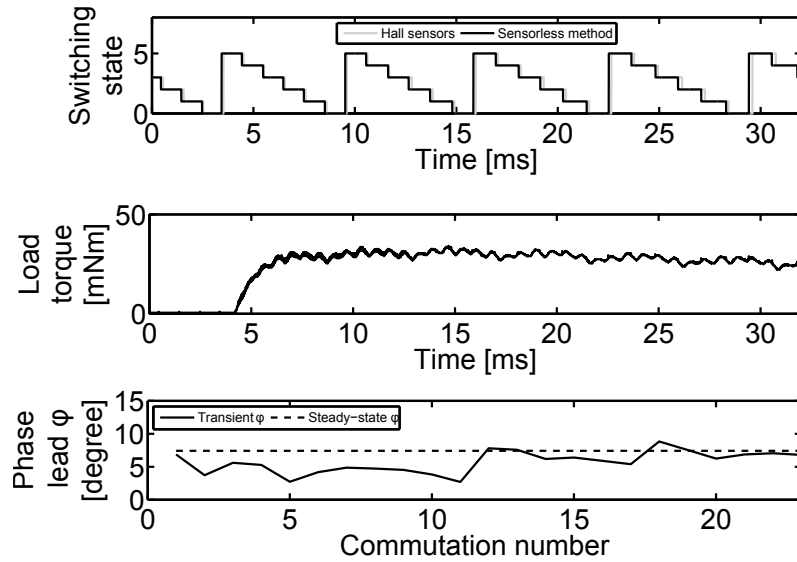 Hall sensors Sensorless method
Switching
state
5
0
0 5 10 15 20 25 30
Time [ms]
Load
torque
[mNm]
50
0
0 5 10 15 20 25 30
Time [ms]
Phase
lead φ
[degree]
15
10
5
0
Transient φ Steady−state φ
0 5 10 15 20
Commutation number